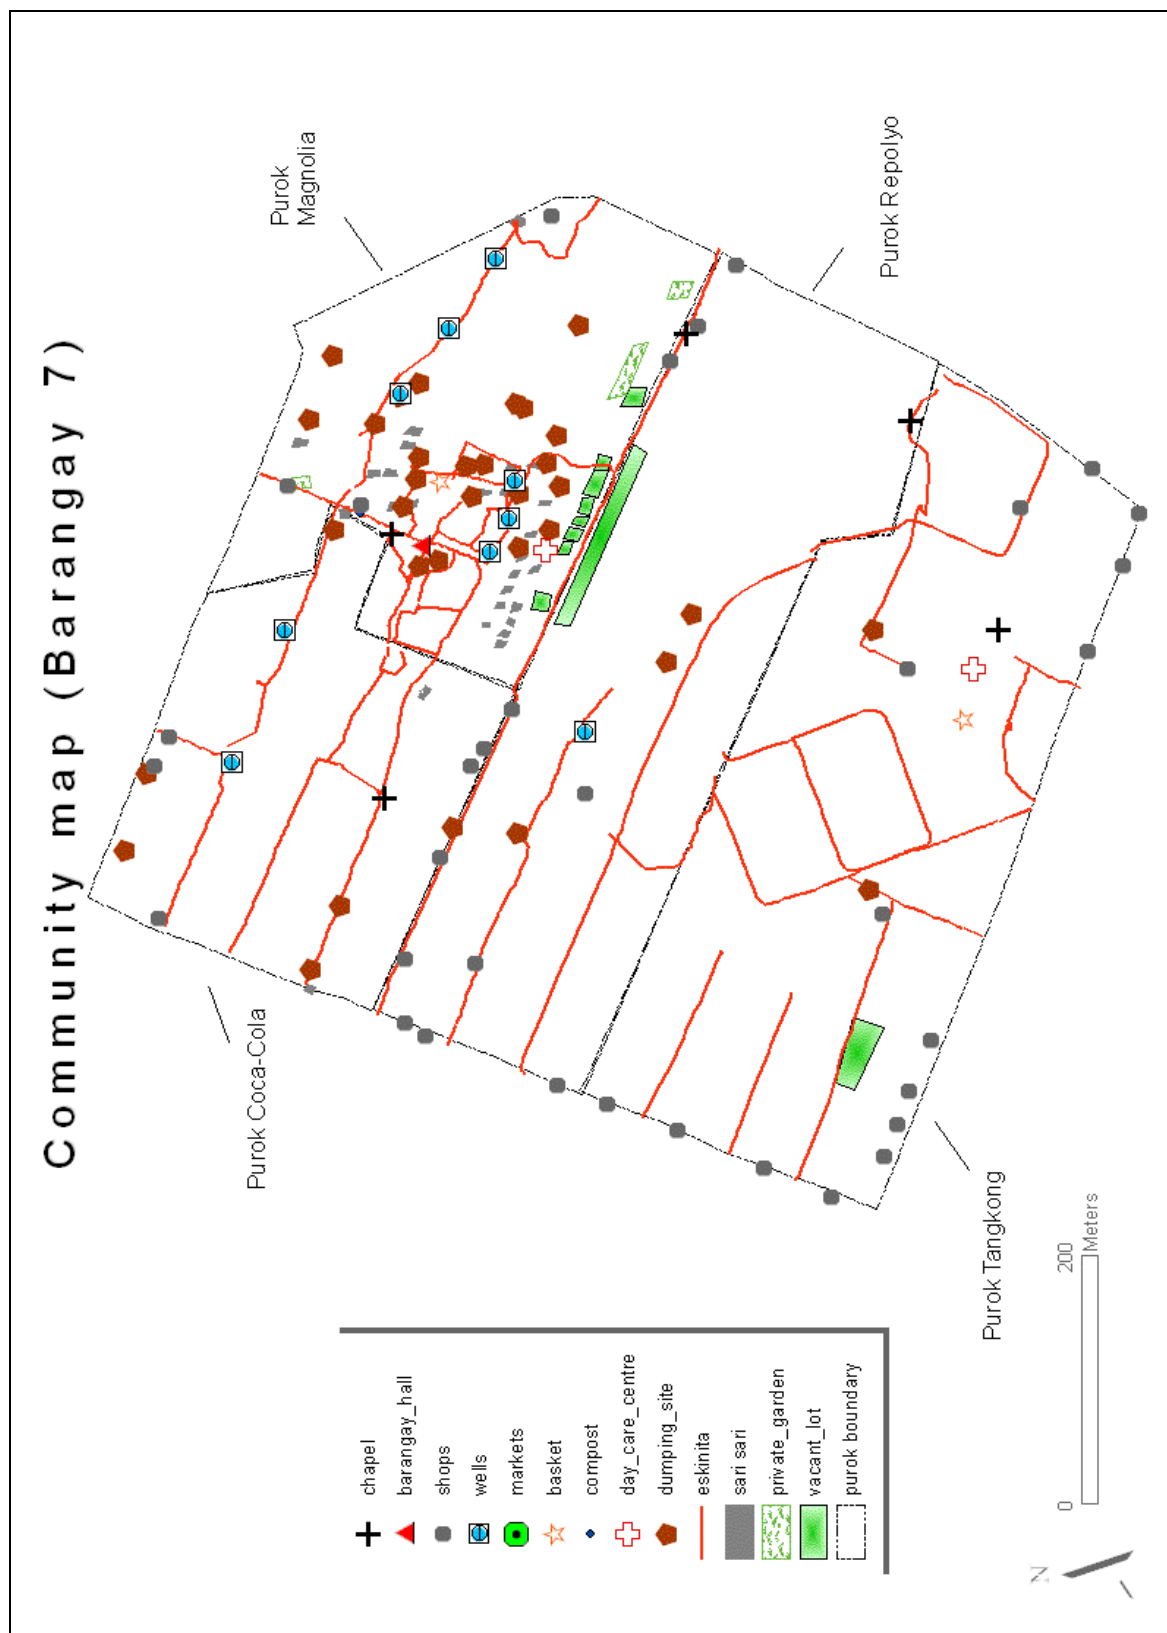 Community map (Barangay 7)
Purok
Magnolia
Purok Repolyo
Purok Coca-Cola
Purok Tangkong
chapel
barangay_hall
shops
wells
markets
basket
compost
day_care_centre
dumping_site
eskinita
sari sari
private_garden
vacant_lot
purok boundary
0 200
Meters
N